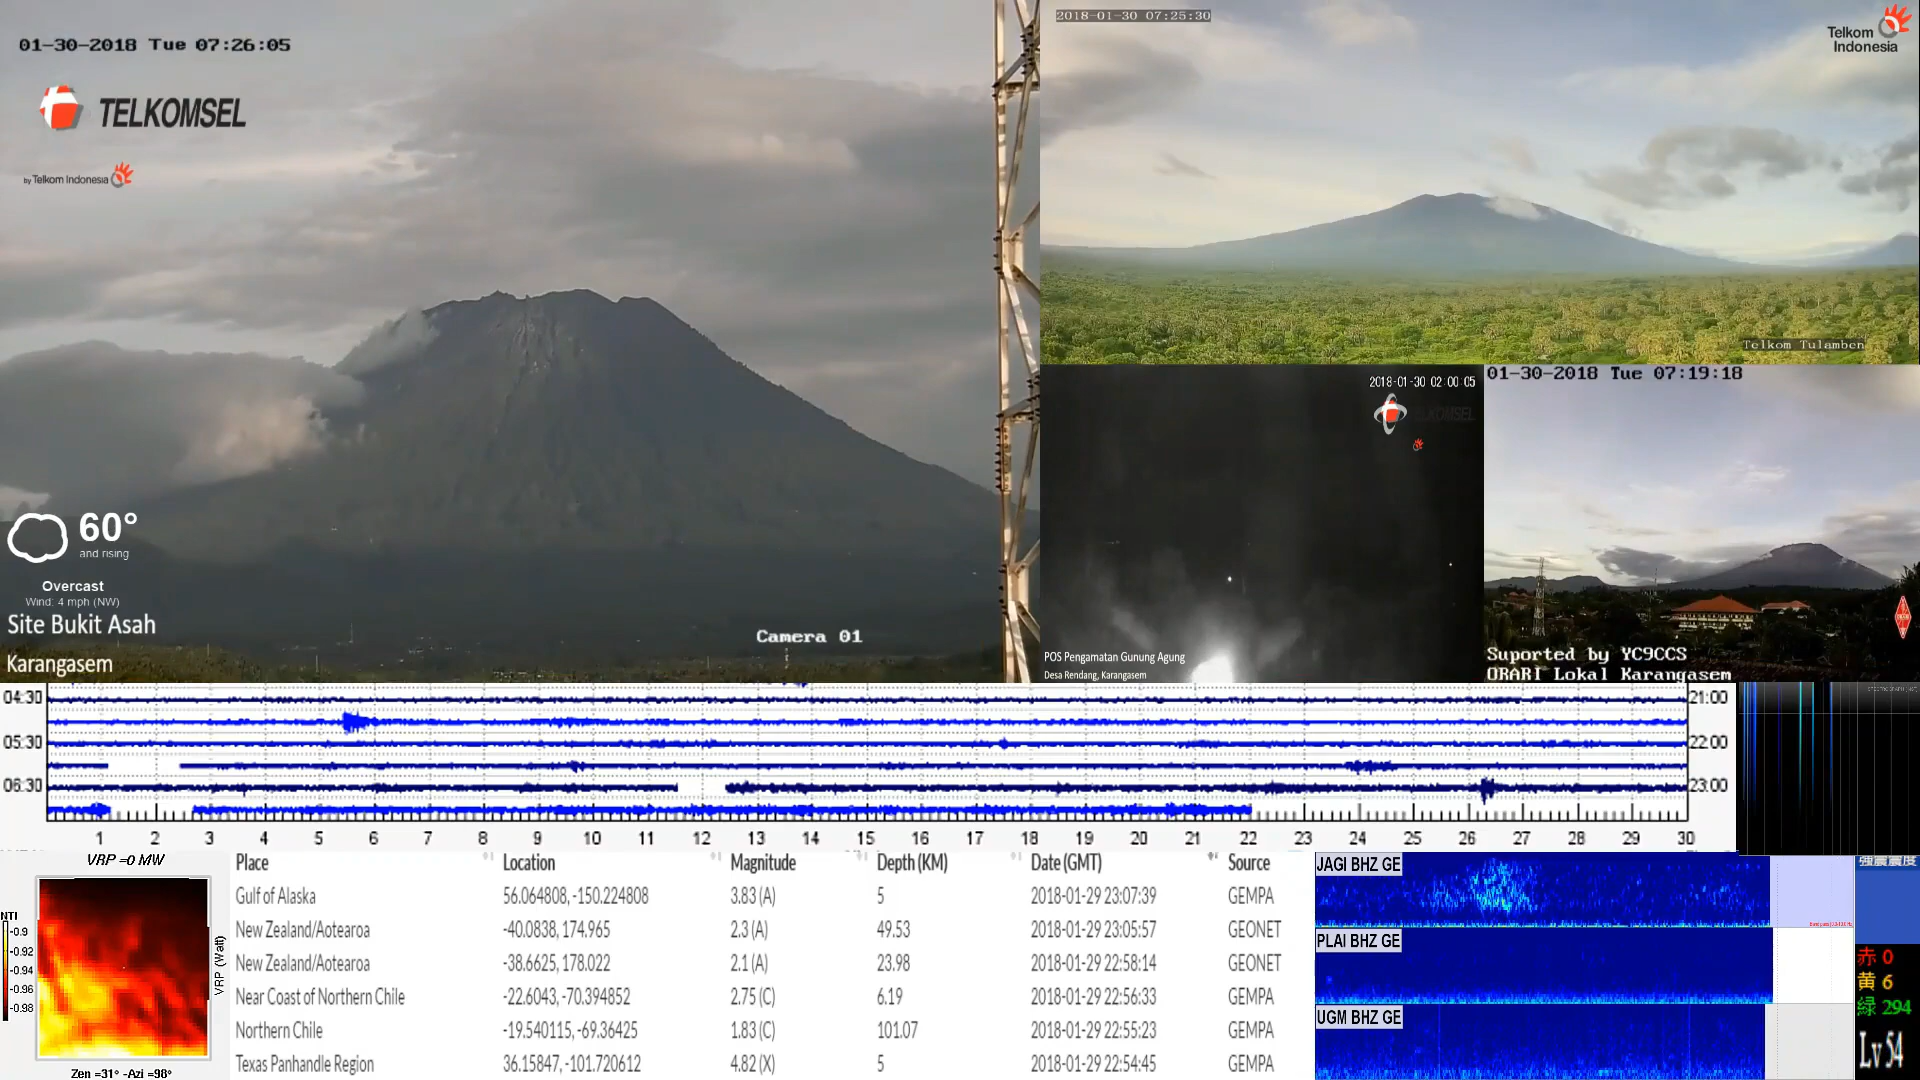 01-30-2018 Tue 07:26:05
TELKOMSEL
by Telkom Indonesia
60°
and rising
Overcast
Wind: 4 mph (NW)
Site Bukit Asah
Karangasem
Camera 01
2018-01-30 07:25:30
Telkom
Indonesia
Telkom Tulamben
2018-01-30 02:00:05
TELKOMSEL
POS Pengamatan Gunung Agung
Desa Rendang, Karangasem
01-30-2018 Tue 07:19:18
Suported by YC9CCS
ORARI Lokal Karangasem
04:30 21:00
05:30 22:00
06:30 23:00
1 2 3 4 5 6 7 8 9 10 11 12 13 14 15 16 17 18 19 20 21 22 23 24 25 26 27 28 29 30
VRP =0 MW
NTI
-0.9
-0.92
-0.94
-0.96
-0.98
VRP (Watt)
Zen =31° -Azi =98°
Place Location Magnitude Depth (KM) Date (GMT) Source
Gulf of Alaska 56.064808, -150.224808 3.83 (A) 5 2018-01-29 23:07:39 GEMPA
New Zealand/Aotearoa -40.0838, 174.965 2.3 (A) 49.53 2018-01-29 23:05:57 GEONET
New Zealand/Aotearoa -38.6625, 178.022 2.1 (A) 23.98 2018-01-29 22:58:14 GEONET
Near Coast of Northern Chile -22.6043, -70.394852 2.75 (C) 6.19 2018-01-29 22:56:33 GEMPA
Northern Chile -19.540115, -69.36425 1.83 (C) 101.07 2018-01-29 22:55:23 GEMPA
Texas Panhandle Region 36.15847, -101.720612 4.82 (X) 5 2018-01-29 22:54:45 GEMPA
JAGI BHZ GE
PLAI BHZ GE
UGM BHZ GE
強震震度
赤 0
黄 6
緑 294
Lv 54